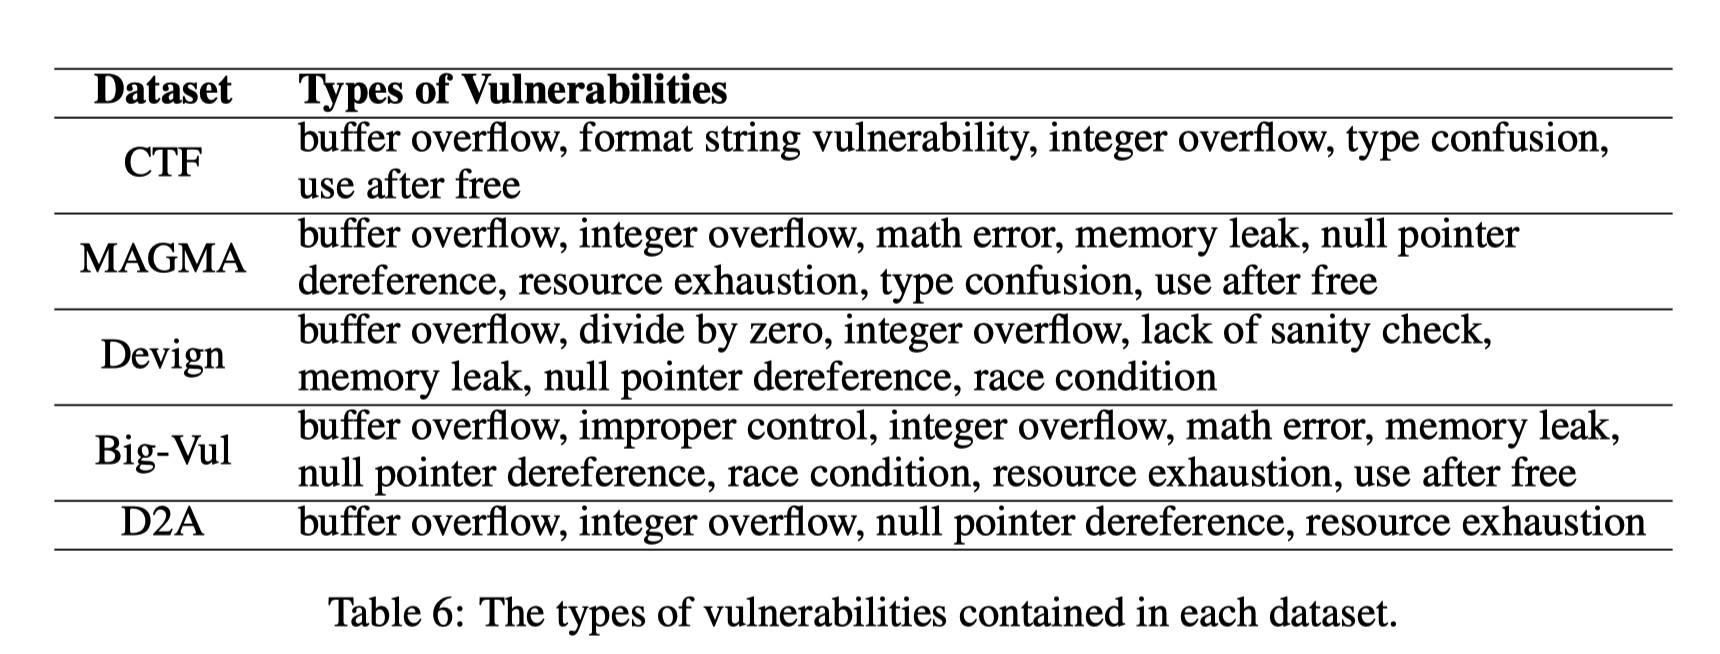 Dataset Types of Vulnerabilities
CTF buffer overflow, format string vulnerability, integer overflow, type confusion,
use after free
MAGMA buffer overflow, integer overflow, math error, memory leak, null pointer
dereference, resource exhaustion, type confusion, use after free
Devign buffer overflow, divide by zero, integer overflow, lack of sanity check,
memory leak, null pointer dereference, race condition
Big-Vul buffer overflow, improper control, integer overflow, math error, memory leak,
null pointer dereference, race condition, resource exhaustion, use after free
D2A buffer overflow, integer overflow, null pointer dereference, resource exhaustion
Table 6: The types of vulnerabilities contained in each dataset.